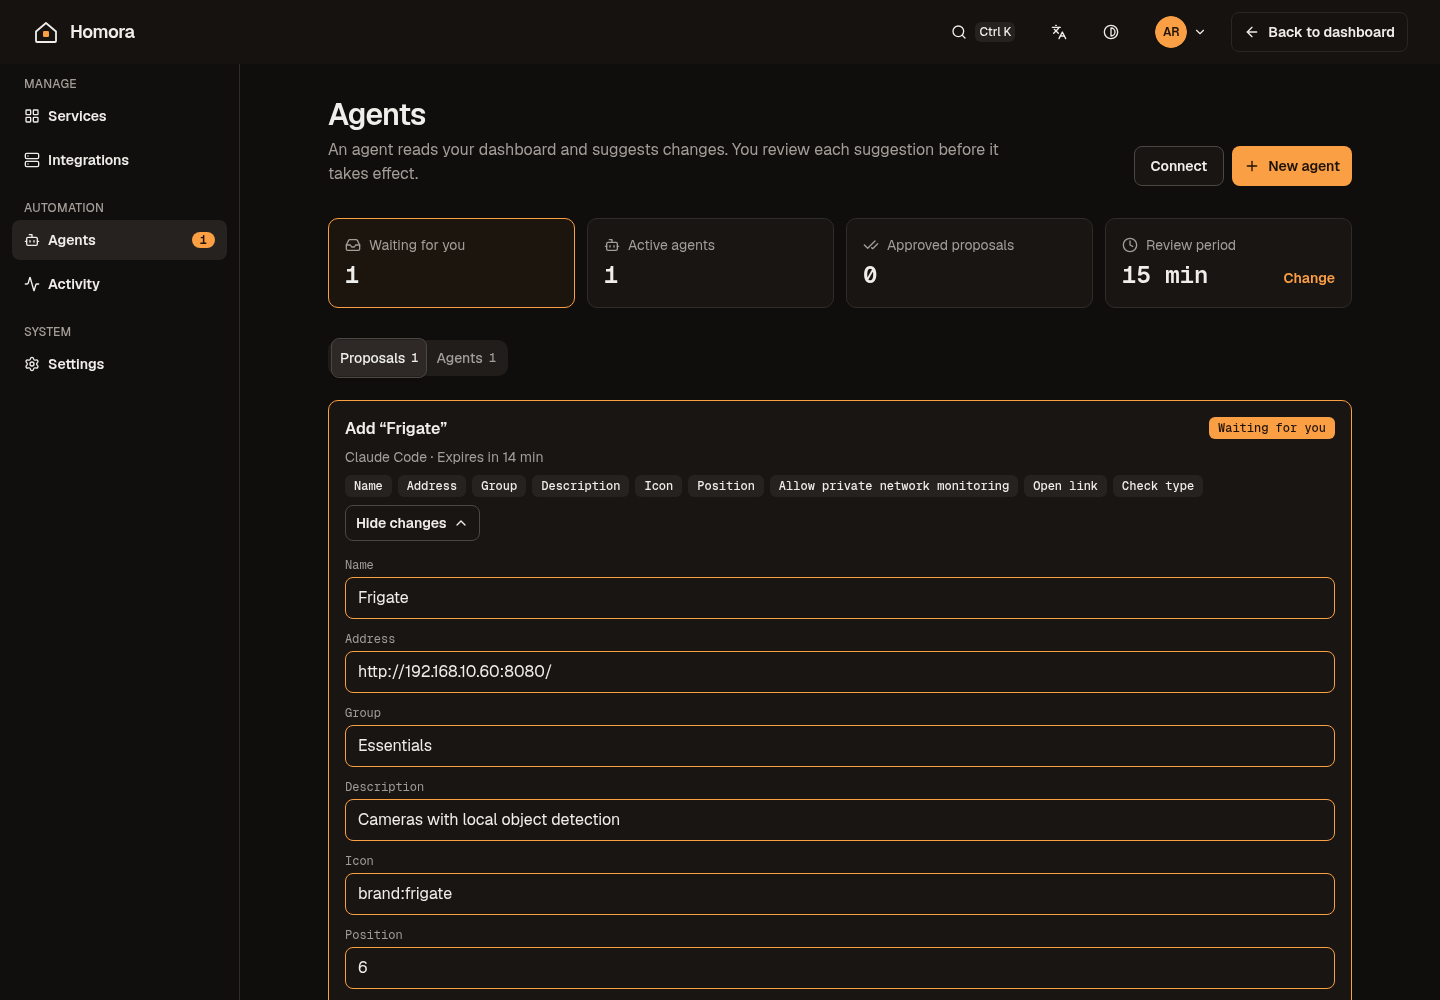 Homora
Ctrl K
AR
Back to dashboard
MANAGE
Services
Integrations
AUTOMATION
Agents 1
Activity
SYSTEM
Settings
Agents
An agent reads your dashboard and suggests changes. You review each suggestion before it
takes effect.
Connect
New agent
Waiting for you
1
Active agents
1
Approved proposals
0
Review period
15 min
Change
Proposals 1
Agents 1
Add “Frigate”
Waiting for you
Claude Code · Expires in 14 min
Name Address Group Description Icon Position Allow private network monitoring Open link Check type
Hide changes
Name
Frigate
Address
http://192.168.10.60:8080/
Group
Essentials
Description
Cameras with local object detection
Icon
brand:frigate
Position
6